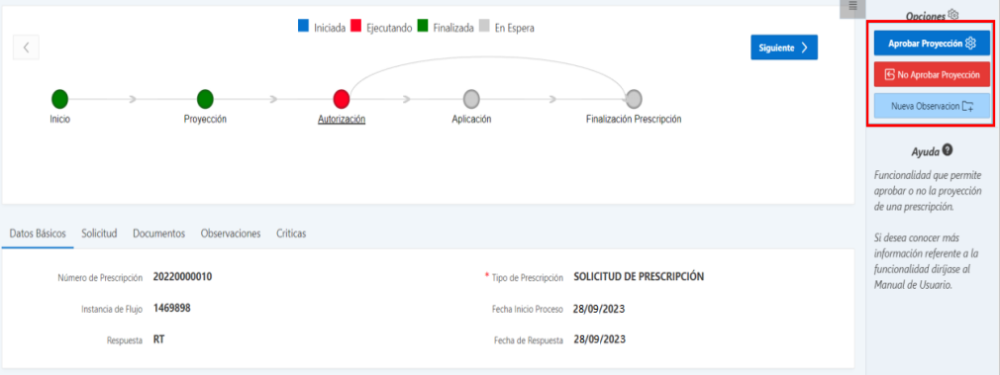 Iniciada Ejecutando Finalizada En Espera
Siguiente
Inicio
Proyección
Autorización
Aplicación
Finalización Prescripción
Opciones
Aprobar Proyección
No Aprobar Proyección
Nueva Observacion
Ayuda
Funcionalidad que permite
aprobar o no la proyección
de una prescripción.
Si desea conocer más
información referente a la
funcionalidad diríjase al
Manual de Usuario.
Datos Básicos Solicitud Documentos Observaciones Criticas
Número de Prescripción 20220000010
* Tipo de Prescripción SOLICITUD DE PRESCRIPCIÓN
Instancia de Flujo 1469898
Fecha Inicio Proceso 28/09/2023
Respuesta RT
Fecha de Respuesta 28/09/2023